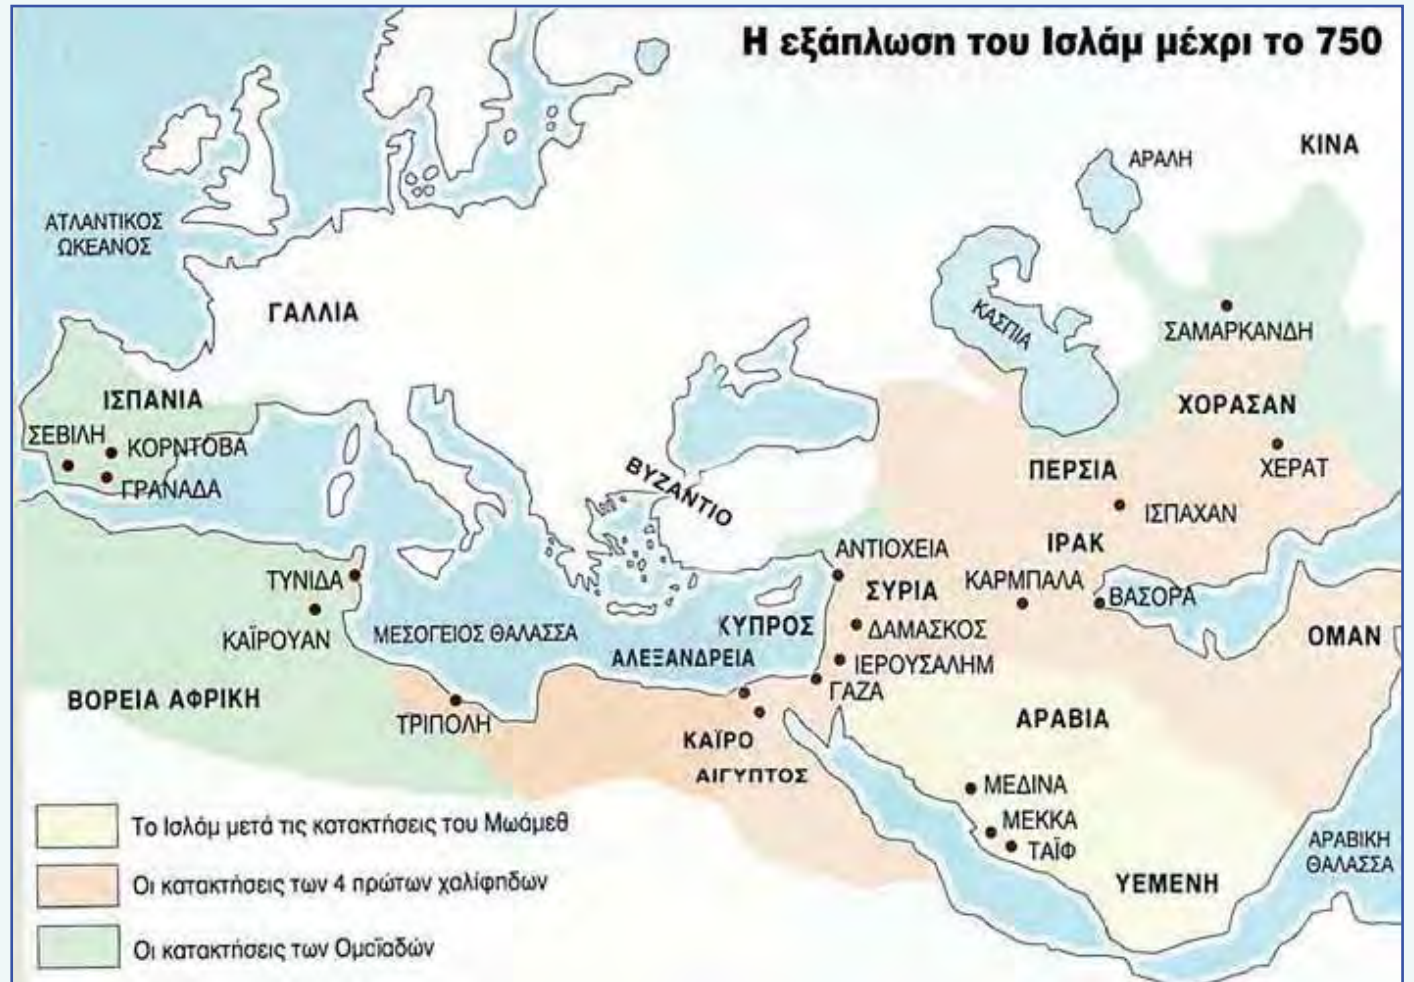 Η εξάπλωση του Ισλάμ μέχρι το 750
ΚΙΝΑ
ΑΡΑΛΗ
ΑΤΛΑΝΤΙΚΟΣ
ΩΚΕΑΝΟΣ
ΓΑΛΛΙΑ
ΚΑΣΠΙΑ
ΣΑΜΑΡΚΑΝΔΗ
ΙΣΠΑΝΙΑ
ΧΟΡΑΣΑΝ
ΣΕΒΙΛΗ
ΚΟΡΝΤΟΒΑ
ΓΡΑΝΑΔΑ
ΒΥΖΑΝΤΙΟ
ΠΕΡΣΙΑ
ΧΕΡΑΤ
ΙΣΠΑΧΑΝ
ΙΡΑΚ
ΑΝΤΙΟΧΕΙΑ
ΤΥΝΙΔΑ
ΣΥΡΙΑ
ΚΑΡΜΠΑΛΑ
ΒΑΣΟΡΑ
ΚΑΪΡΟΥΑΝ
ΜΕΣΟΓΕΙΟΣ ΘΑΛΑΣΣΑ
ΚΥΠΡΟΣ
ΔΑΜΑΣΚΟΣ
ΟΜΑΝ
ΑΛΕΞΑΝΔΡΕΙΑ
ΙΕΡΟΥΣΑΛΗΜ
ΓΑΖΑ
ΒΟΡΕΙΑ ΑΦΡΙΚΗ
ΤΡΙΠΟΛΗ
ΑΡΑΒΙΑ
ΚΑΪΡΟ
ΑΙΓΥΠΤΟΣ
ΜΕΔΙΝΑ
ΜΕΚΚΑ
ΤΑΪΦ
ΑΡΑΒΙΚΗ
ΘΑΛΑΣΣΑ
ΥΕΜΕΝΗ
Το Ισλάμ μετά τις κατακτήσεις του Μωάμεθ
Οι κατακτήσεις των 4 πρώτων χαλίφηδων
Οι κατακτήσεις των Ομαϊαδών